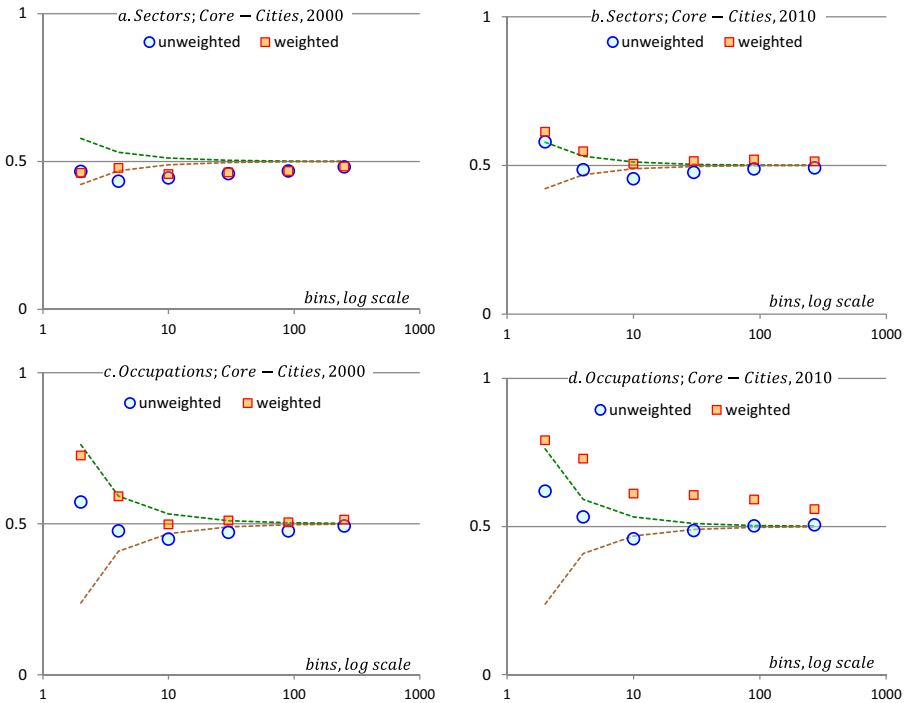 a. Sectors; Core − Cities, 2000
1
unweighted weighted
0.5
bins, log scale
0
1 10 100 1000
b. Sectors; Core − Cities, 2010
1
unweighted weighted
0.5
bins, log scale
0
1 10 100 1000
c. Occupations; Core − Cities, 2000
1
unweighted weighted
0.5
bins, log scale
0
1 10 100 1000
d. Occupations; Core − Cities, 2010
1
unweighted weighted
0.5
bins, log scale
0
1 10 100 1000